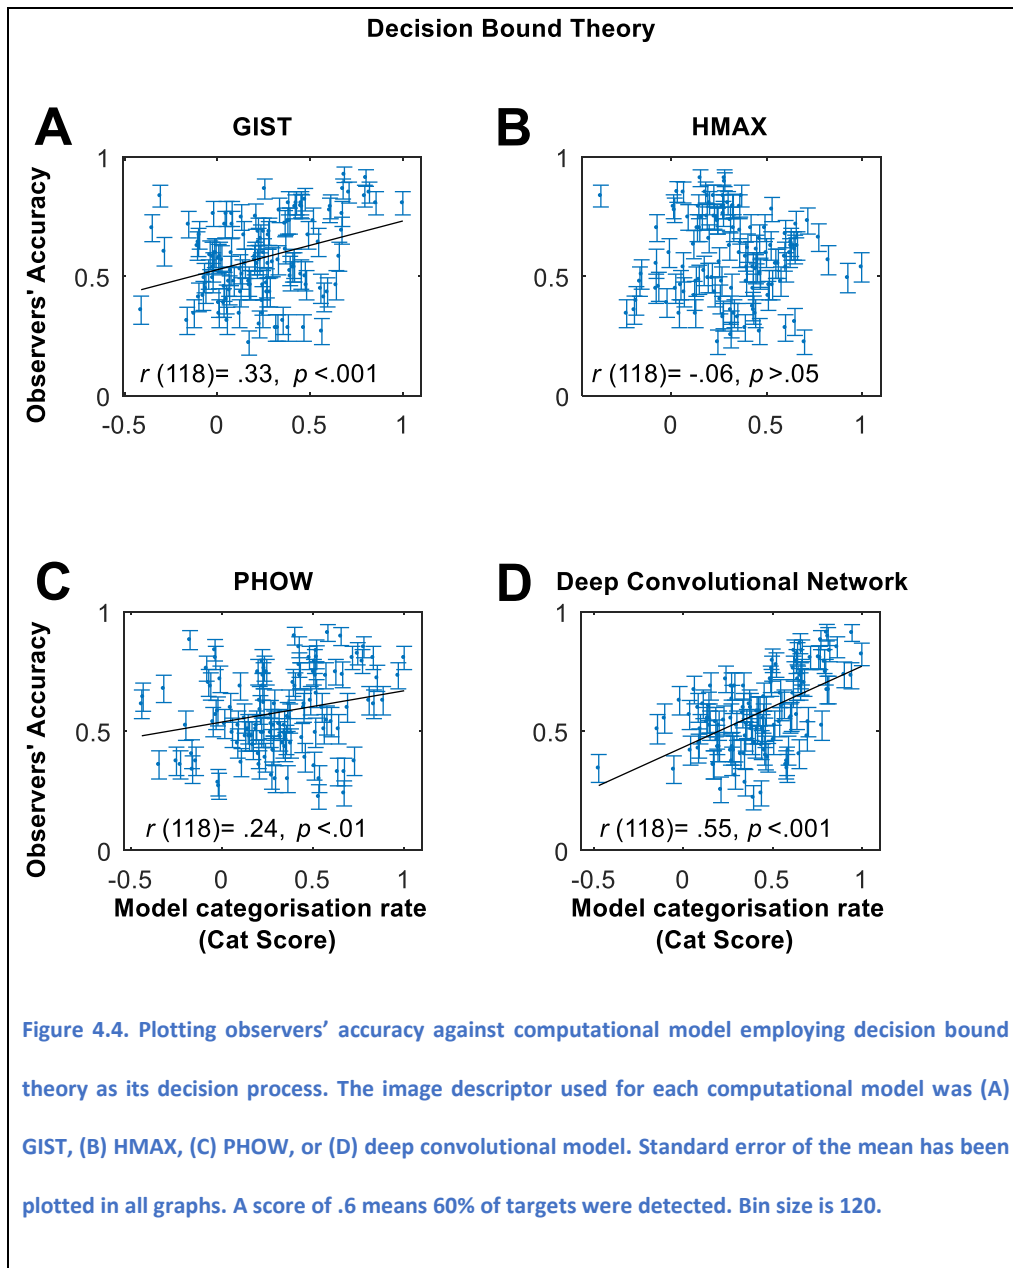 Decision Bound Theory
A
GIST
Observers' Accuracy
1
0.5
0
-0.5 0 0.5 1
r (118)= .33, p <.001
B
HMAX
1
0.5
0
0 0.5 1
r (118)= -.06, p >.05
C
PHOW
Observers' Accuracy
1
0.5
0
-0.5 0 0.5 1
r (118)= .24, p <.01
Model categorisation rate
(Cat Score)
D
Deep Convolutional Network
1
0.5
0
-0.5 0 0.5 1
r (118)= .55, p <.001
Model categorisation rate
(Cat Score)
Figure 4.4. Plotting observers’ accuracy against computational model employing decision bound
theory as its decision process. The image descriptor used for each computational model was (A)
GIST, (B) HMAX, (C) PHOW, or (D) deep convolutional model. Standard error of the mean has been
plotted in all graphs. A score of .6 means 60% of targets were detected. Bin size is 120.